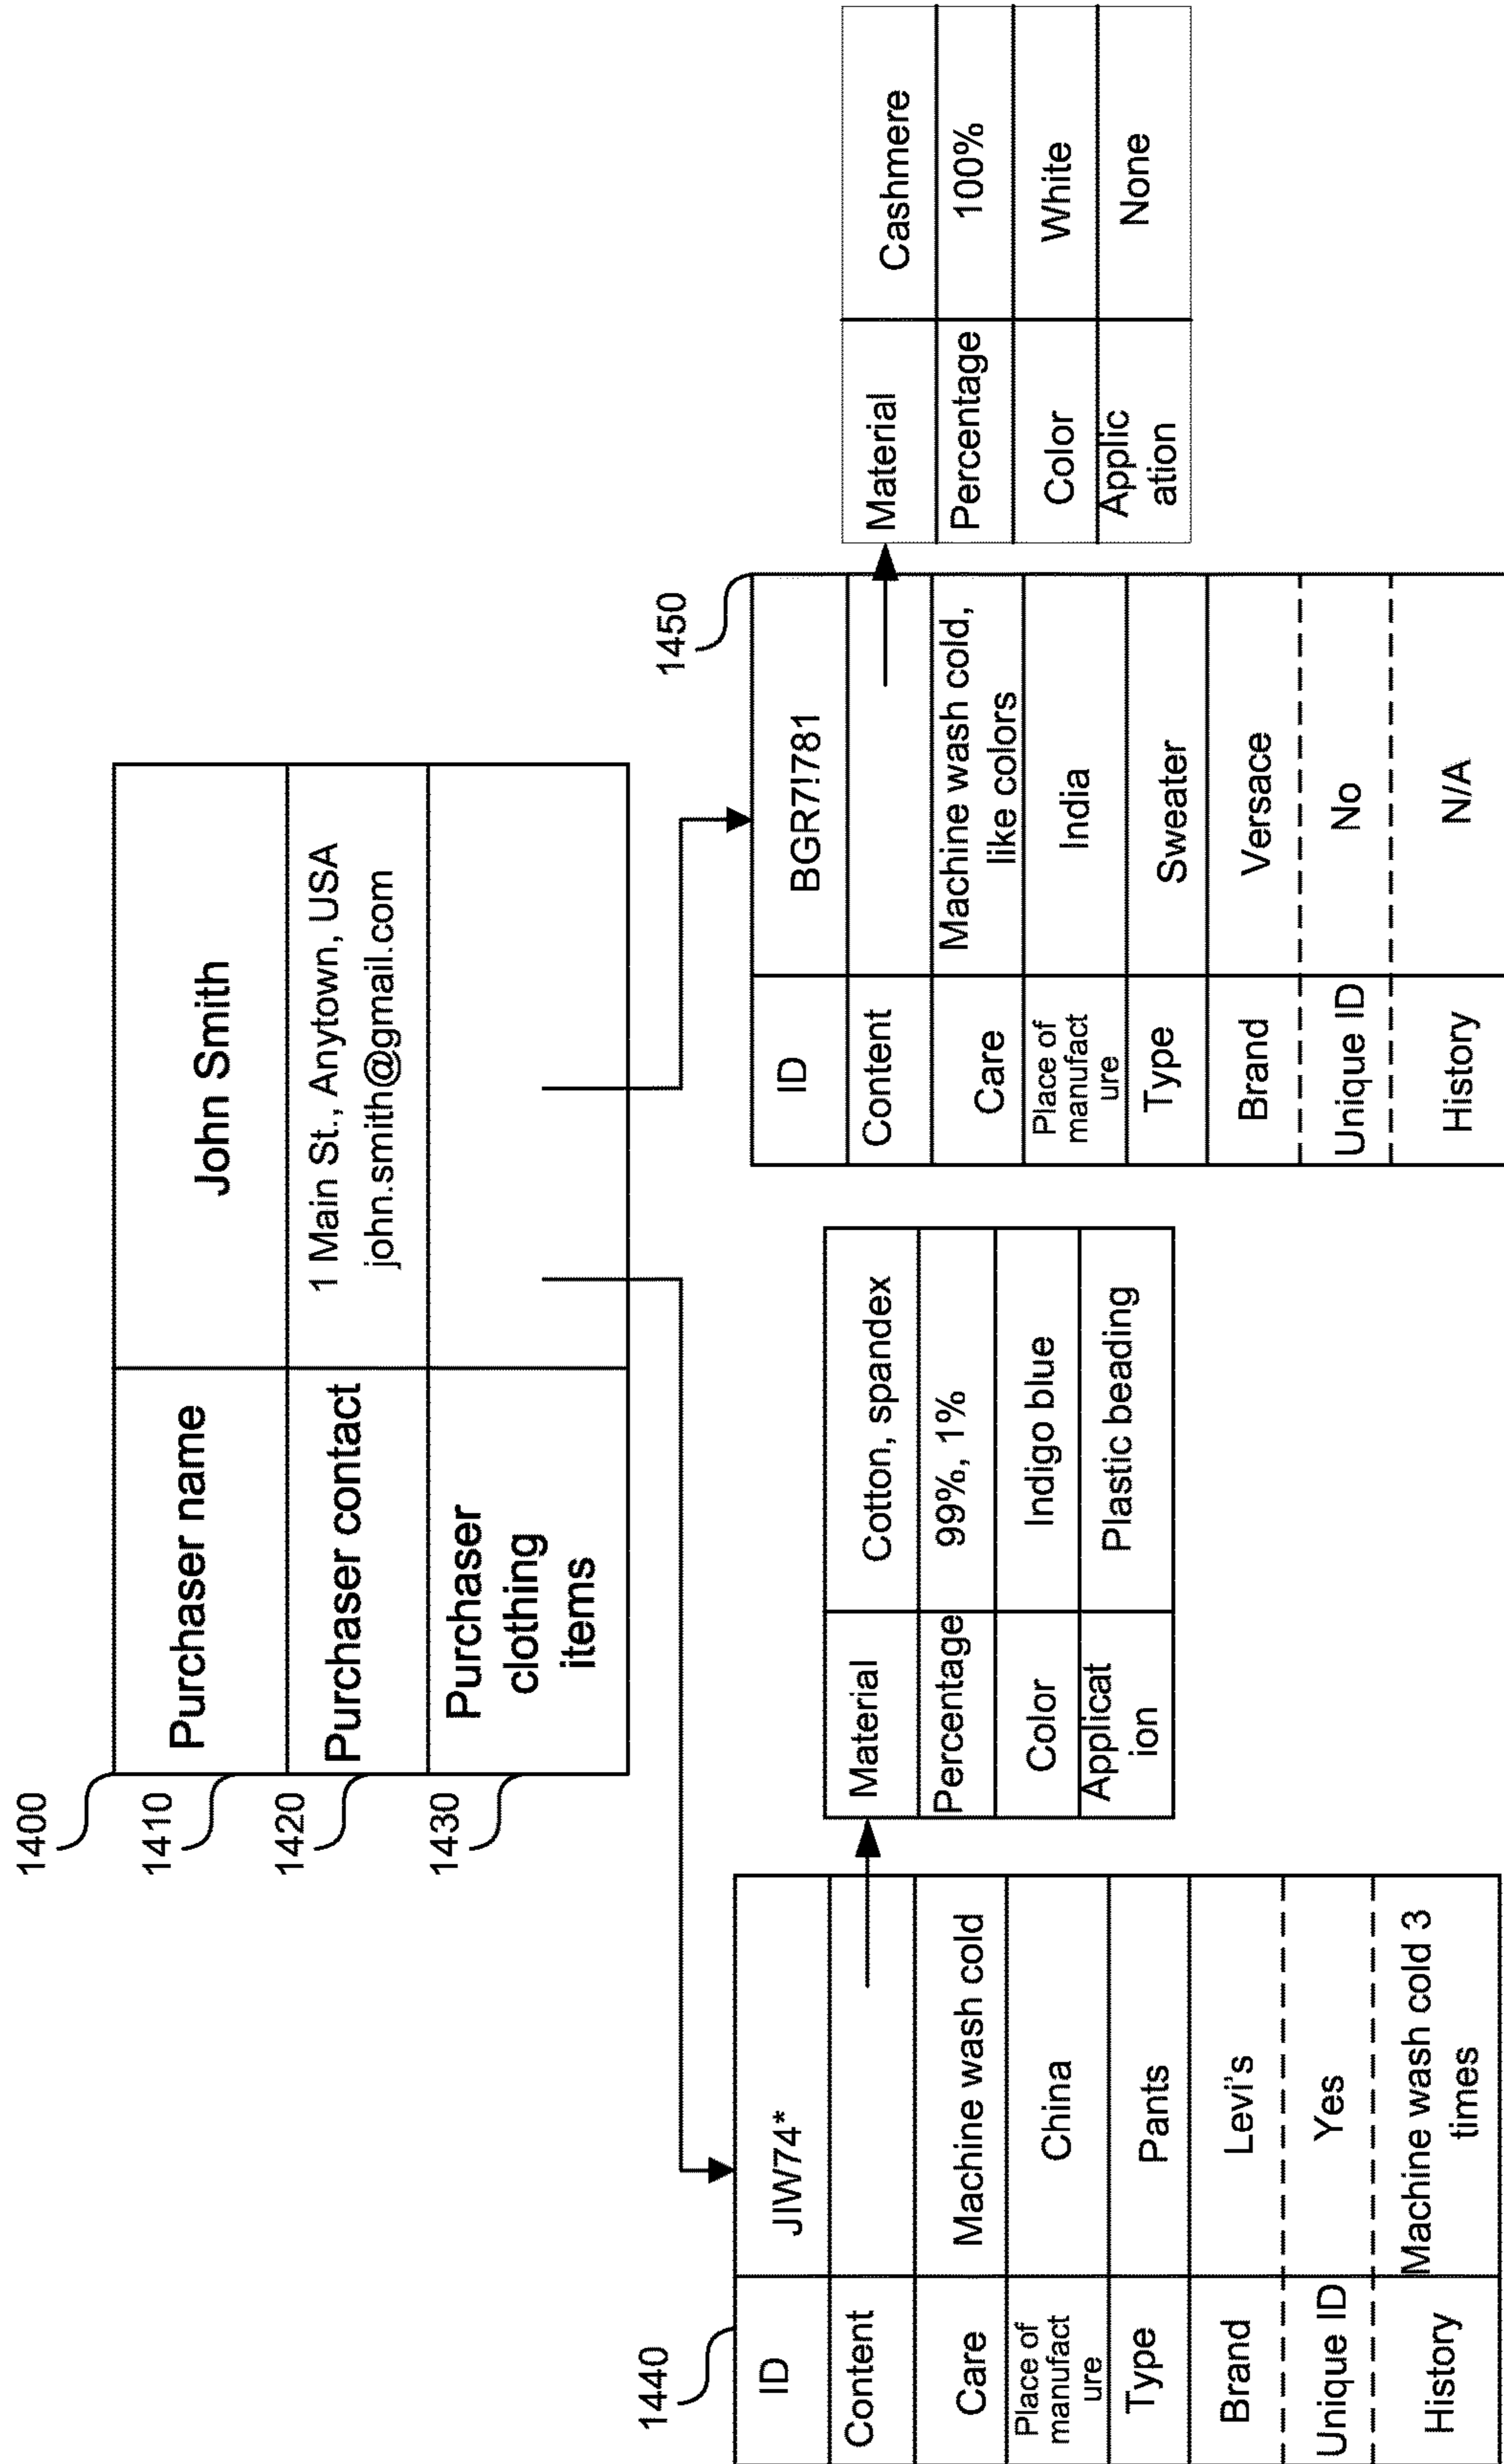 1400
1410
1420
1430
Purchaser name
John Smith
Purchaser contact
1 Main St., Anytown, USA
john.smith@gmail.com
Purchaser
clothing
items
1440
ID
JIW74*
Content
Care
Machine wash cold
Place of
manufact
ure
China
Type
Pants
Brand
Levi's
Unique ID
Yes
History
Machine wash cold 3
times
Material
Cotton, spandex
Percentage
99%, 1%
Color
Indigo blue
Applicat
ion
Plastic beading
1450
ID
BGR7!781
Content
Care
Machine wash cold,
like colors
Place of
manufact
ure
India
Type
Sweater
Brand
Versace
Unique ID
No
History
N/A
Material
Cashmere
Percentage
100%
Color
White
Applic
ation
None